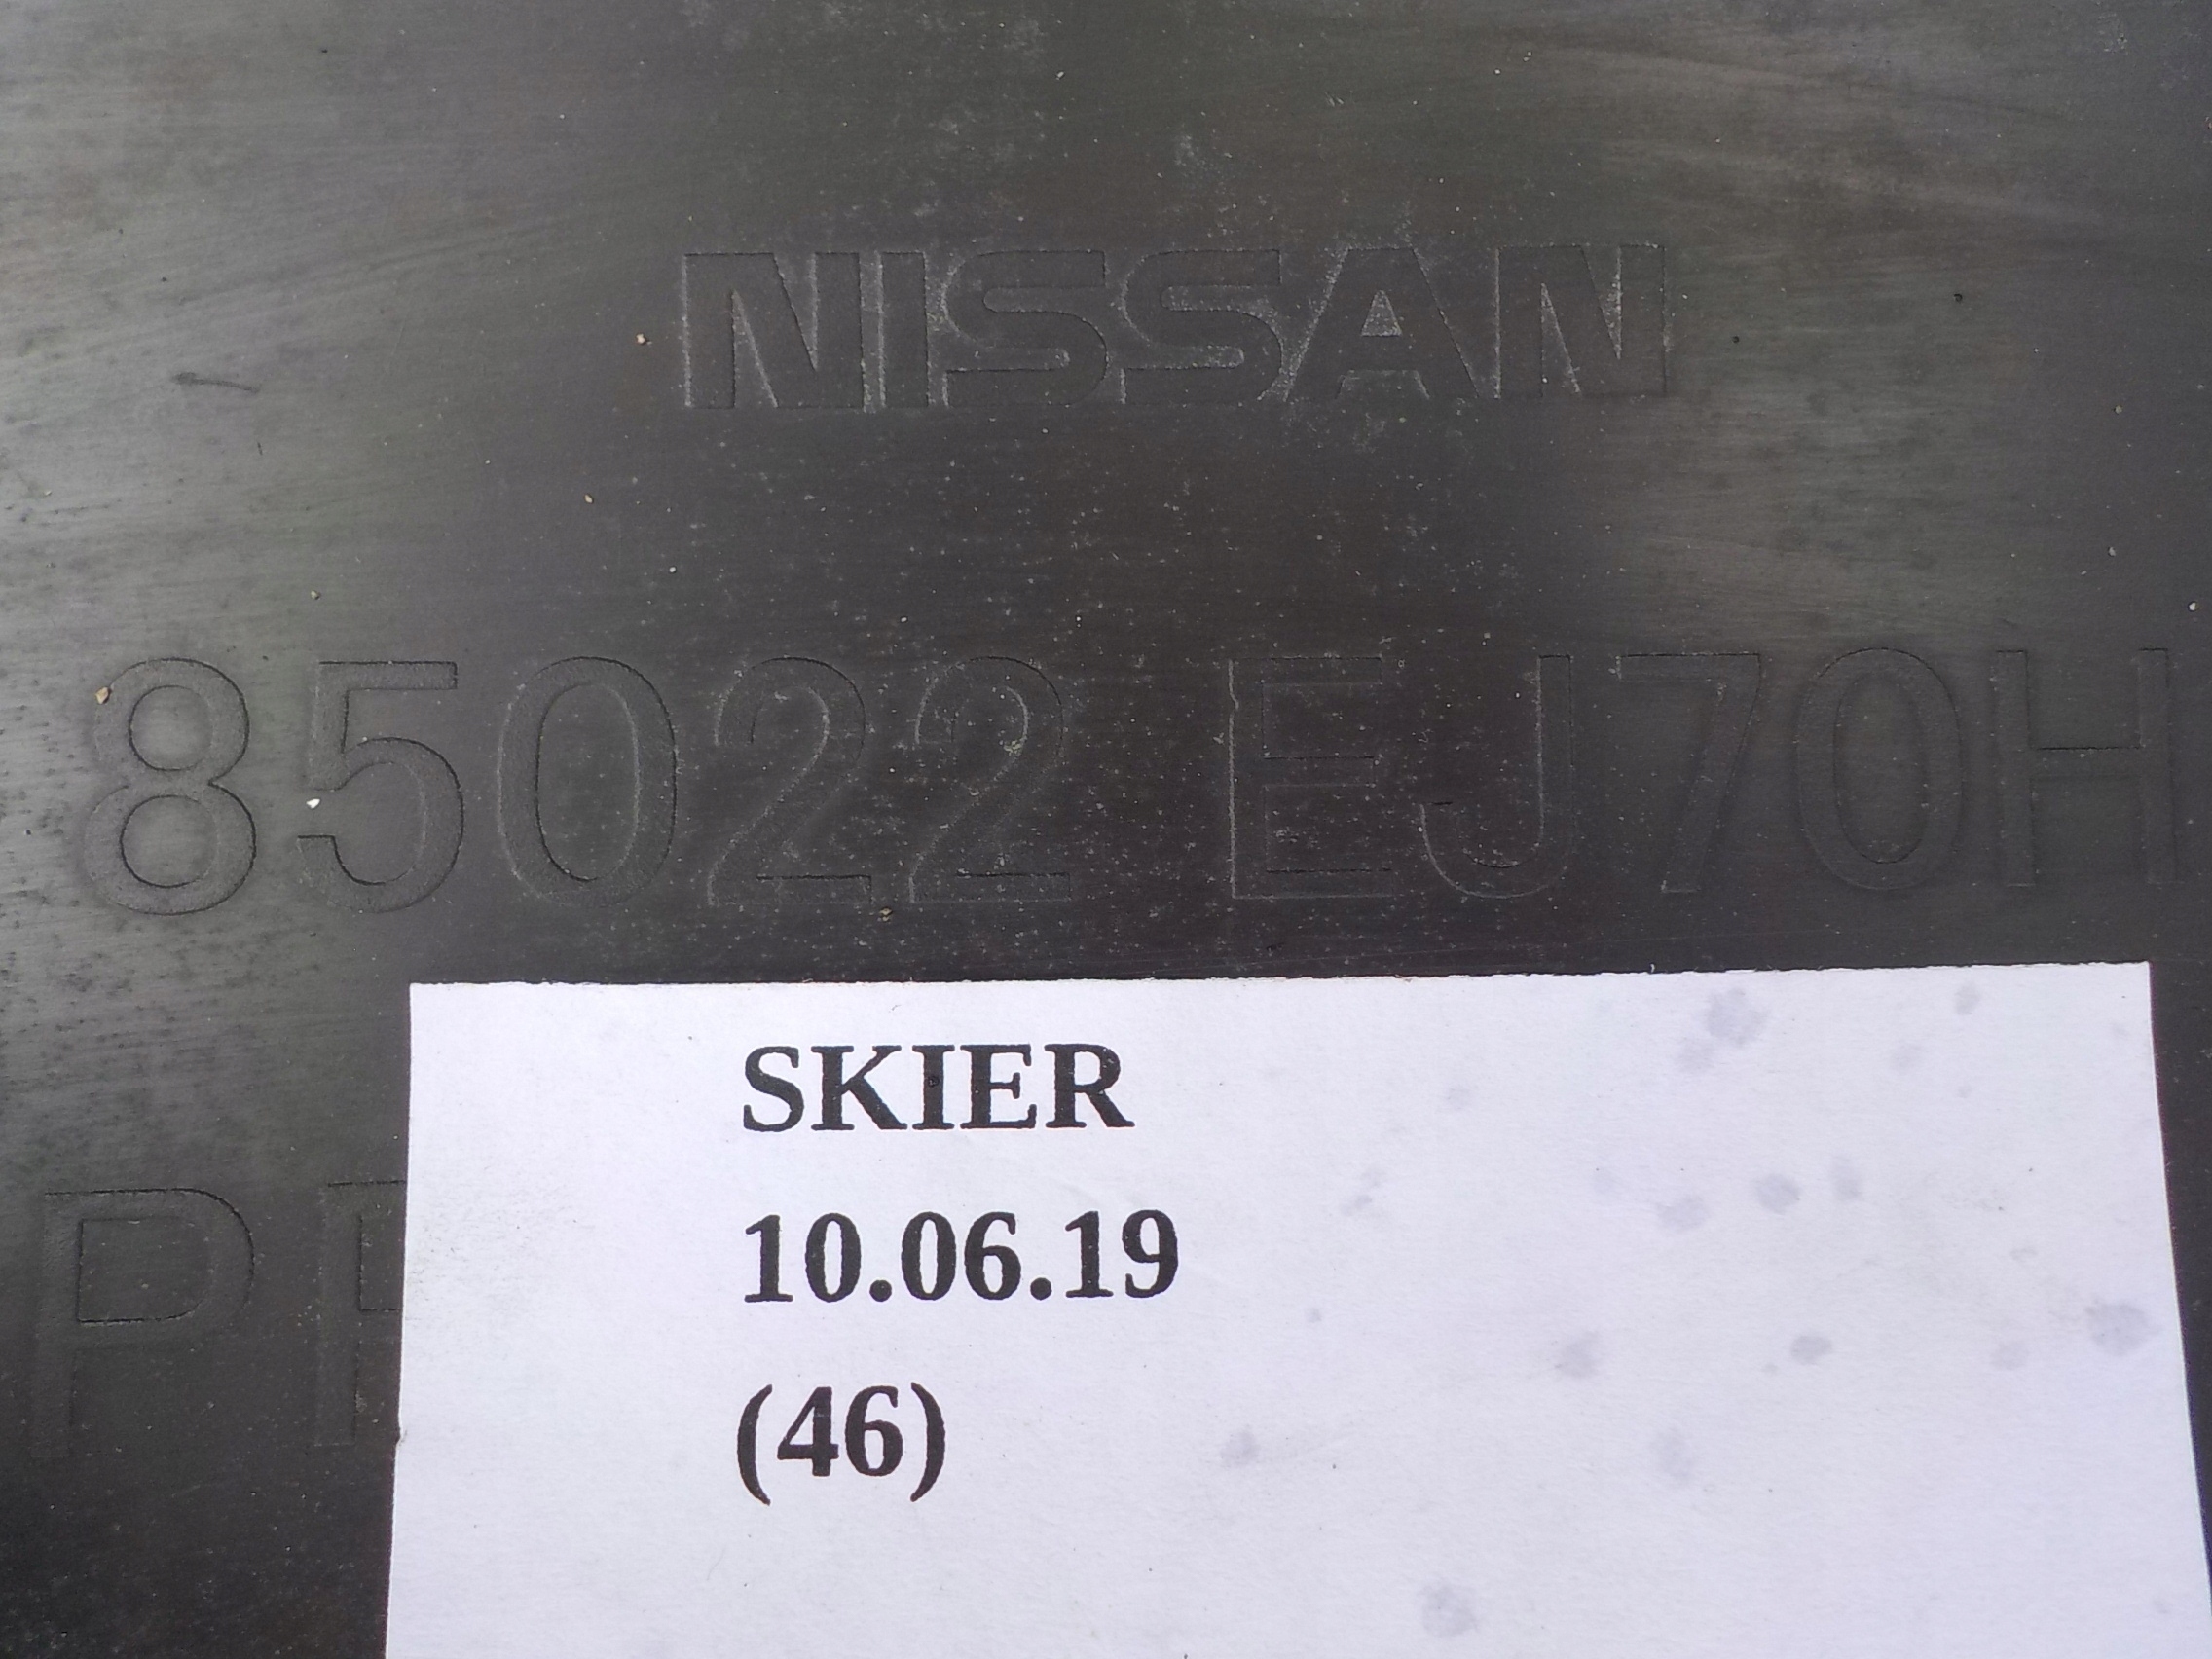 NISSAN
85022 EJ70H
SKIER
10.06.19
(46)